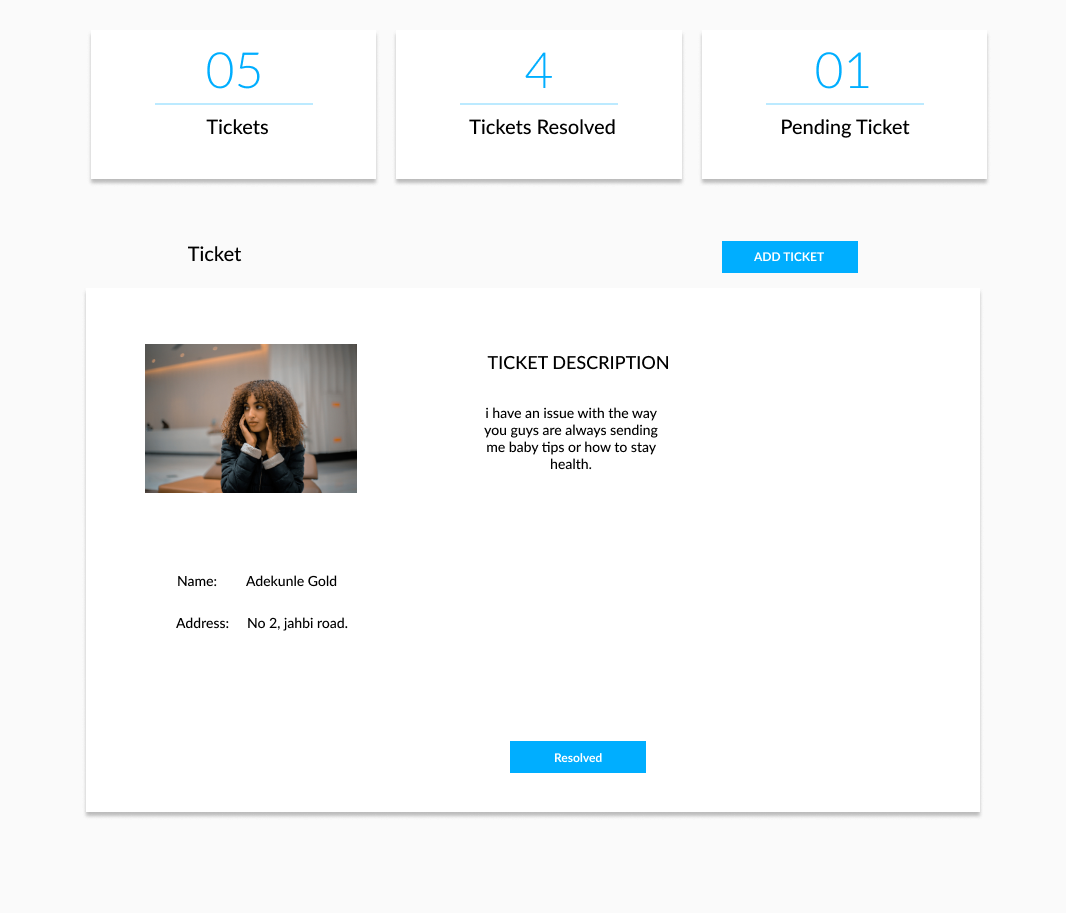 05
Tickets
4
Tickets Resolved
01
Pending Ticket
Ticket
ADD TICKET
TICKET DESCRIPTION
i have an issue with the way
you guys are always sending
me baby tips or how to stay
health.
Name: Adekunle Gold
Address: No 2, jahbi road.
Resolved